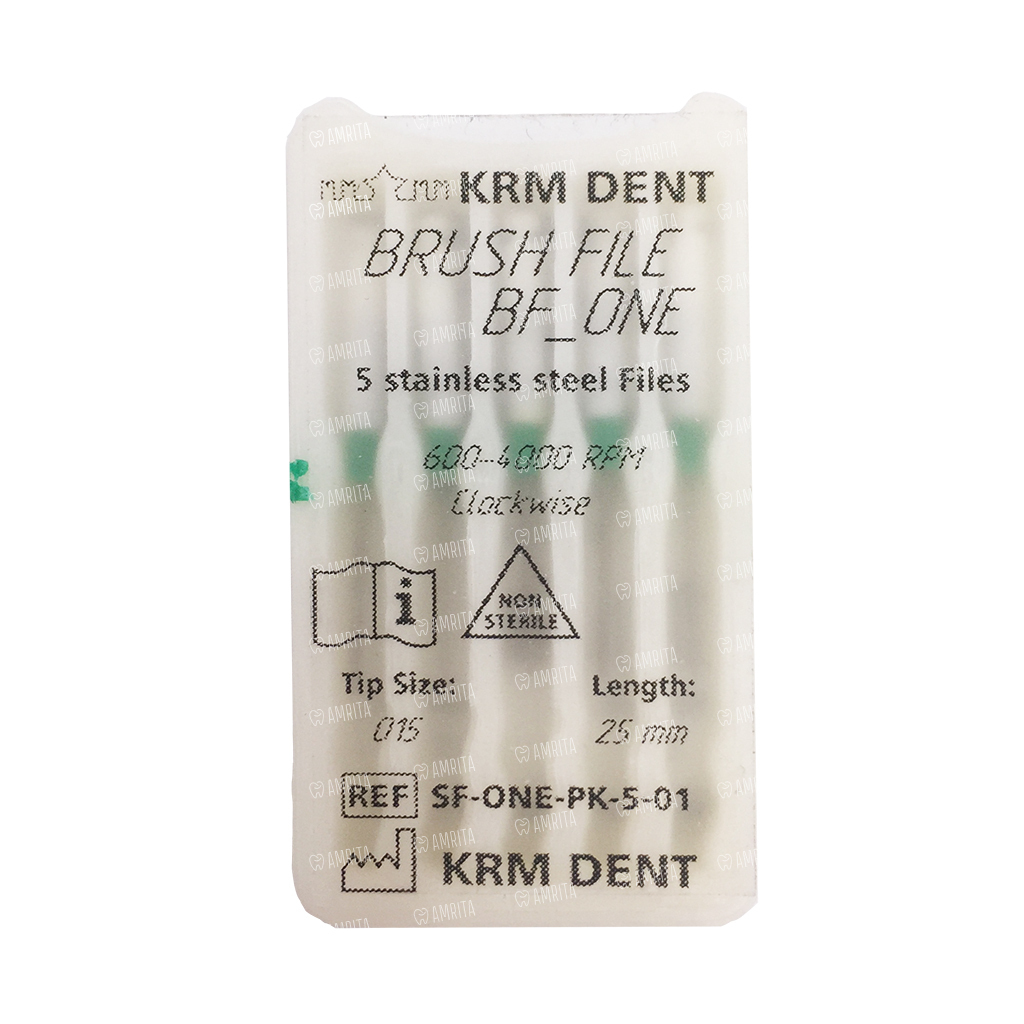 KRM DENT
BRUSH FILE
BF_ONE
5 stainless steel Files
600-4000 RPM
Clockwise
i
NON
STERILE
Tip Size:
Length:
015
25 mm
REF SF-ONE-PK-5-01
KRM DENT
AMRITA